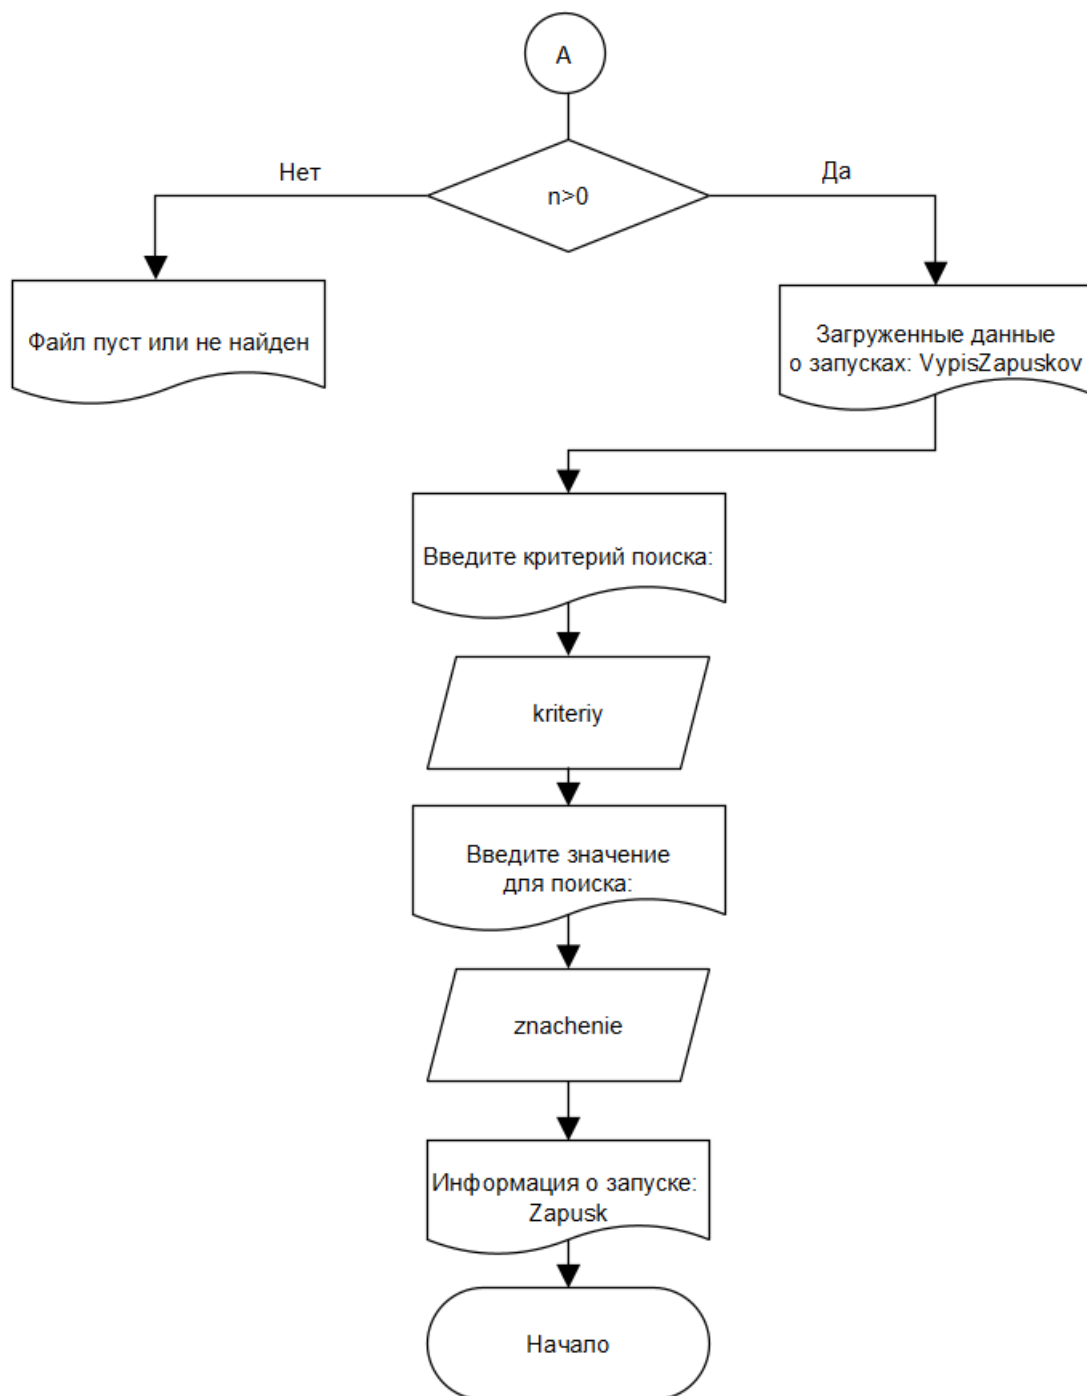 А
Нет
Да
n>0
Файл пуст или не найден
Загруженные данные
о запусках: VypisZapuskov
Введите критерий поиска:
kriteriy
Введите значение
для поиска:
znachenie
Информация о запуске:
Zapusk
Начало